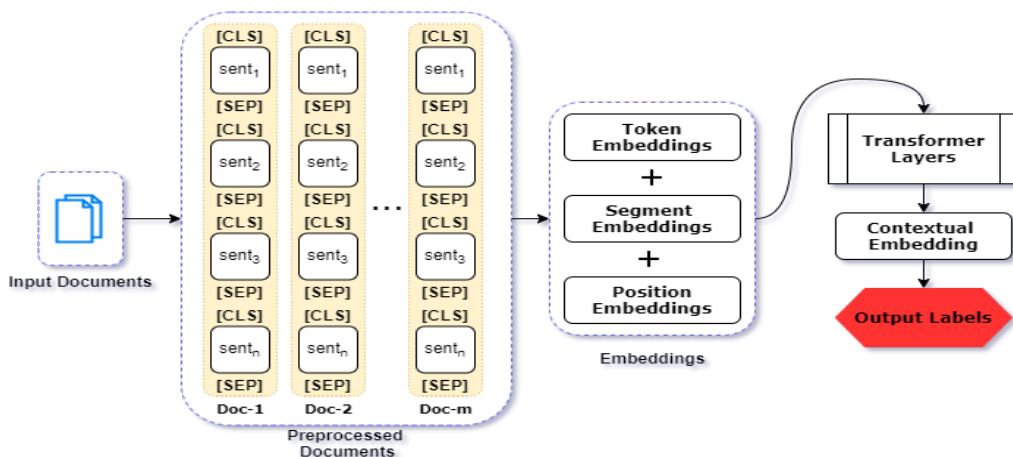 Input Documents
[CLS] [CLS] [CLS]
sent1 sent1 sent1
[SEP] [SEP] [SEP]
[CLS] [CLS] [CLS]
sent2 sent2 sent2
[SEP] [SEP] [SEP]
...
[CLS] [CLS] [CLS]
sent3 sent3 sent3
[SEP] [SEP] [SEP]
[CLS] [CLS] [CLS]
sentn sentn sentn
[SEP] [SEP] [SEP]
Doc-1 Doc-2 Doc-m
Preprocessed
Documents
Token
Embeddings
+
Segment
Embeddings
+
Position
Embeddings
Embeddings
Transformer
Layers
Contextual
Embedding
Output Labels